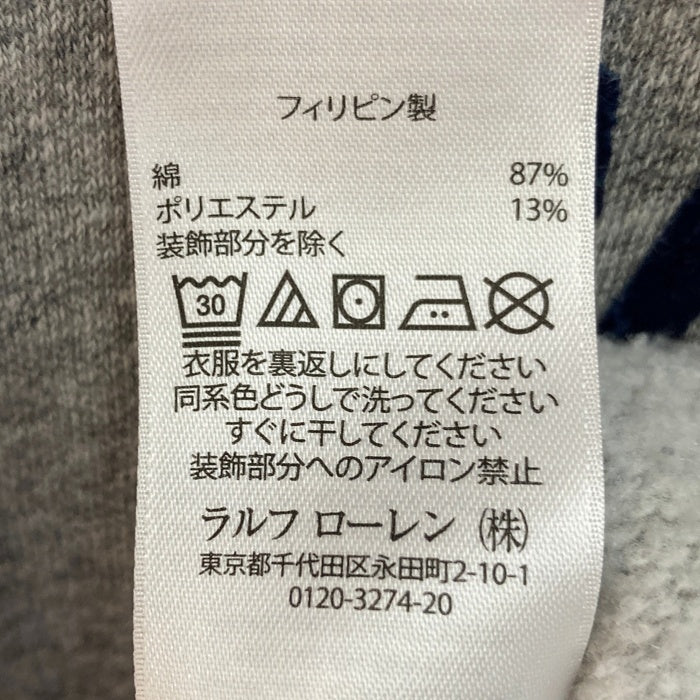 フィリピン製
綿 87%
ポリエステル 13%
装飾部分を除く
30
衣服を裏返しにしてください
同系色どうしで洗ってください
すぐに干してください
装飾部分へのアイロン禁止
ラルフ ローレン (株)
東京都千代田区永田町2-10-1
0120-3274-20